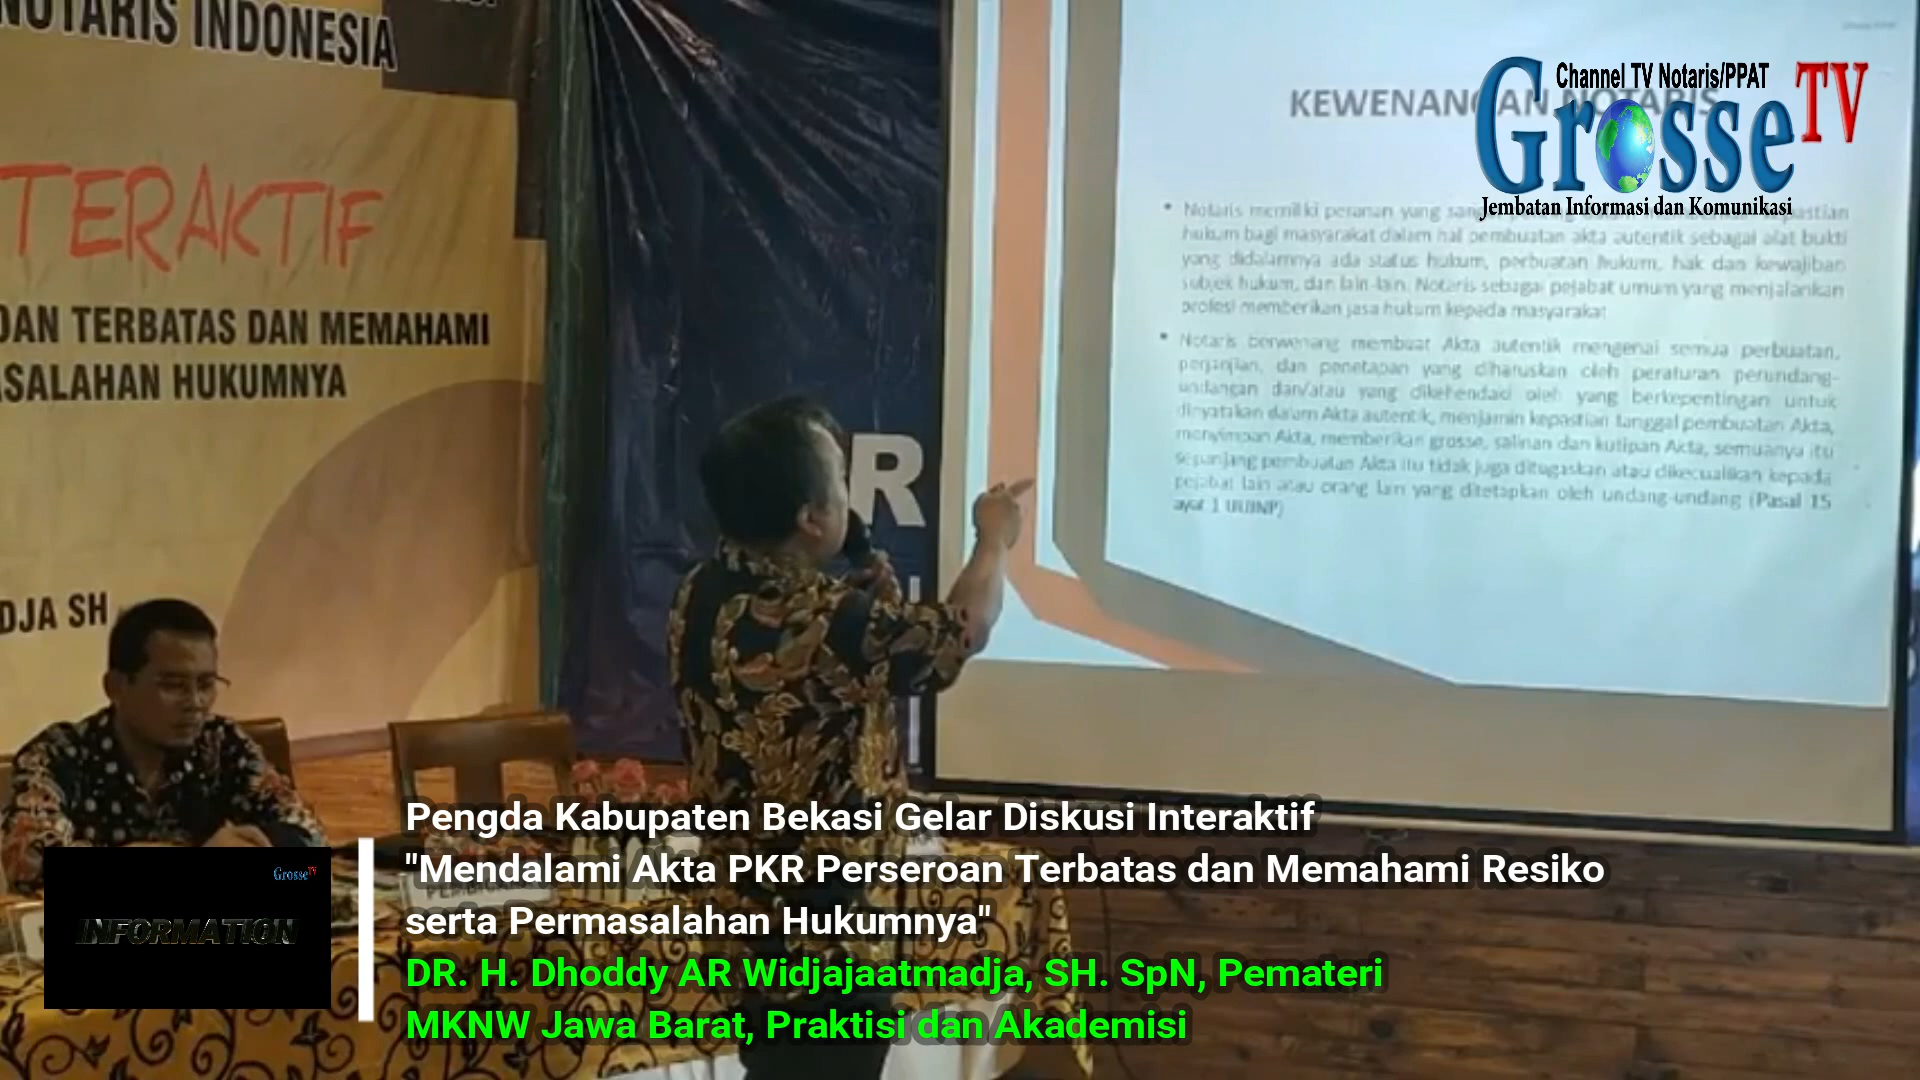 NOTARIS INDONESIA
TERAKTIF
DAN TERBATAS DAN MEMAHAMI
SALAHAN HUKUMNYA
DJA SH
R
KEWENANGAN NOTARIS
Channel TV Notaris/PPAT
Grosse TV
Jembatan Informasi dan Komunikasi
• Notaris memiliki peranan yang kepastian
hukum bagi masyarakat dalam hal pembuatan akta autentik sebagai alat bukti
yang didalamnya ada status hukum, perbuatan hukum, hak dan kewajiban
subjek hukum, dan lain-lain. Notaris sebagai pejabat umum yang menjalankan
profesi memberikan jasa hukum kepada masyarakat
• Notaris berwenang membuat Akta autentik mengenai semua perbuatan,
perjanjian, dan penetapan yang diharuskan oleh peraturan perundang-
undangan dan/atau yang dikehendaki oleh yang berkepentingan untuk
dinyatakan dalam Akta autentik, menjamin kepastian tanggal pembuatan Akta,
menyimpan Akta, memberikan grosse, salinan dan kutipan Akta, semuanya itu
sepanjang pembuatan Akta itu tidak juga ditugaskan atau dikecualikan kepada
pejabat lain atau orang lain yang ditetapkan oleh undang-undang (Pasal 15
ayat 1 UUJNP)
Pengda Kabupaten Bekasi Gelar Diskusi Interaktif
"Mendalami Akta PKR Perseroan Terbatas dan Memahami Resiko
serta Permasalahan Hukumnya"
DR. H. Dhoddy AR Widjajaatmadja, SH. SpN, Pemateri
MKNW Jawa Barat, Praktisi dan Akademisi
Grosse TV
INFORMATION